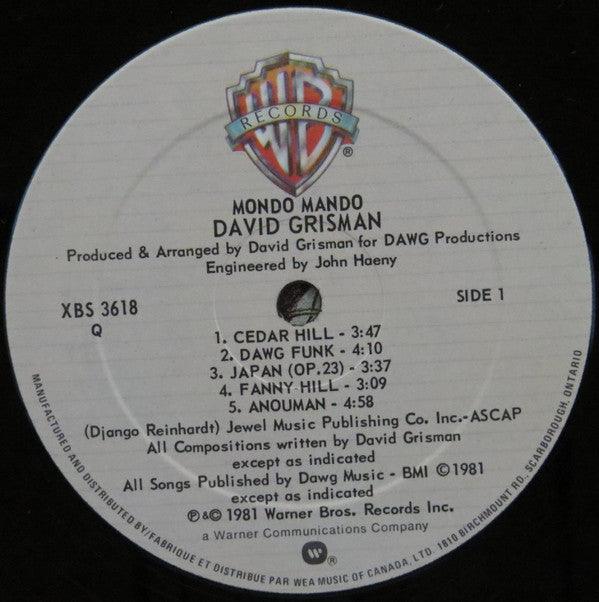 WB
RECORDS
®
MONDO MANDO
DAVID GRISMAN
Produced & Arranged by David Grisman for DAWG Productions
Engineered by John Haeny
XBS 3618
Q
SIDE 1
1. CEDAR HILL - 3:47
2. DAWG FUNK - 4:10
3. JAPAN (OP.23) - 3:37
4. FANNY HILL - 3:09
5. ANOUMAN - 4:58
(Django Reinhardt) Jewel Music Publishing Co. Inc.-ASCAP
All Compositions written by David Grisman
except as indicated
All Songs Published by Dawg Music - BMI ©1981
except as indicated
℗&© 1981 Warner Bros. Records Inc.
a Warner Communications Company
W ®
MANUFACTURED AND DISTRIBUTED BY/FABRIQUE ET DISTRIBUE PAR WEA MUSIC OF CANADA, LTD. 1810 BIRCHMOUNT RD. SCARBOROUGH, ONTARIO